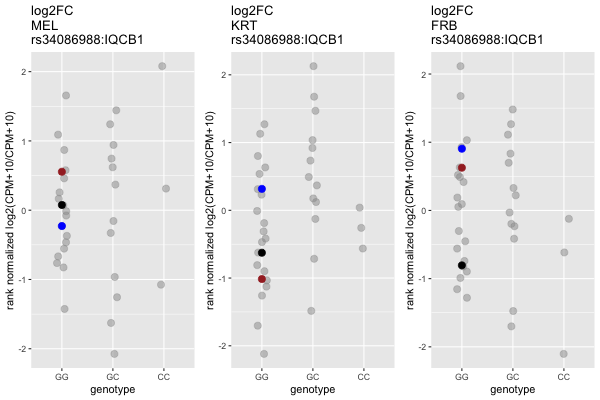 log2FC
MEL
rs34086988:IQCB1
rank normalized log2(CPM+10/CPM+10)
2
1
0
-1
-2
GG
GC
CC
genotype
log2FC
KRT
rs34086988:IQCB1
rank normalized log2(CPM+10/CPM+10)
2
1
0
-1
-2
GG
GC
CC
genotype
log2FC
FRB
rs34086988:IQCB1
rank normalized log2(CPM+10/CPM+10)
2
1
0
-1
-2
GG
GC
CC
genotype